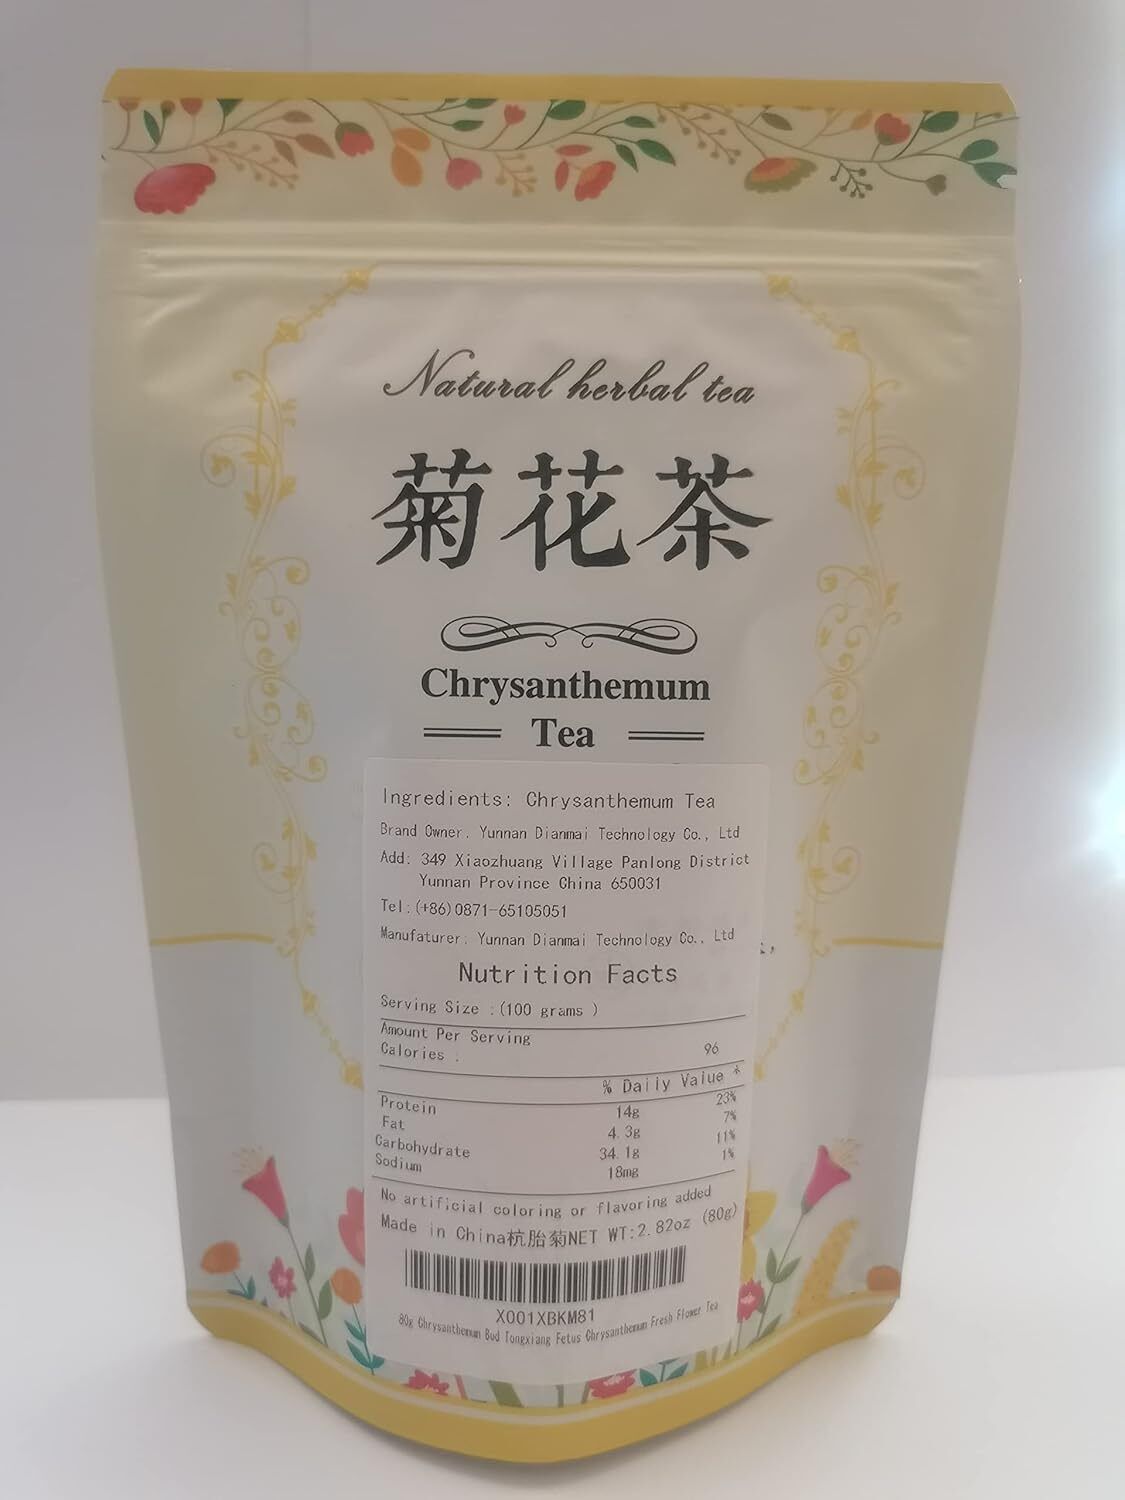 Natural herbal tea
菊花茶
Chrysanthemum
Tea
Ingredients: Chrysanthemum Tea
Brand Owner. Yunnan Dianmai Technology Co., Ltd
Add: 349 Xiaozhuang Village Panlong District
Yunnan Province China 650031
Tel:(+86)0871-65105051
Manufaturer: Yunnan Dianmai Technology Co., Ltd
Nutrition Facts
Serving Size :(100 grams )
Amount Per Serving
Calories : 96
% Daily Value *
Protein 14g 23%
Fat 4.3g 7%
Carbohydrate 34.1g 11%
Sodium 18mg 1%
No artificial coloring or flavoring added
Made in China杭胎菊NET WT:2.82oz (80g)
X001XBKM81
80g Chrysanthemum Bud Tongxiang Fetus Chrysanthemum Fresh Flower Tea